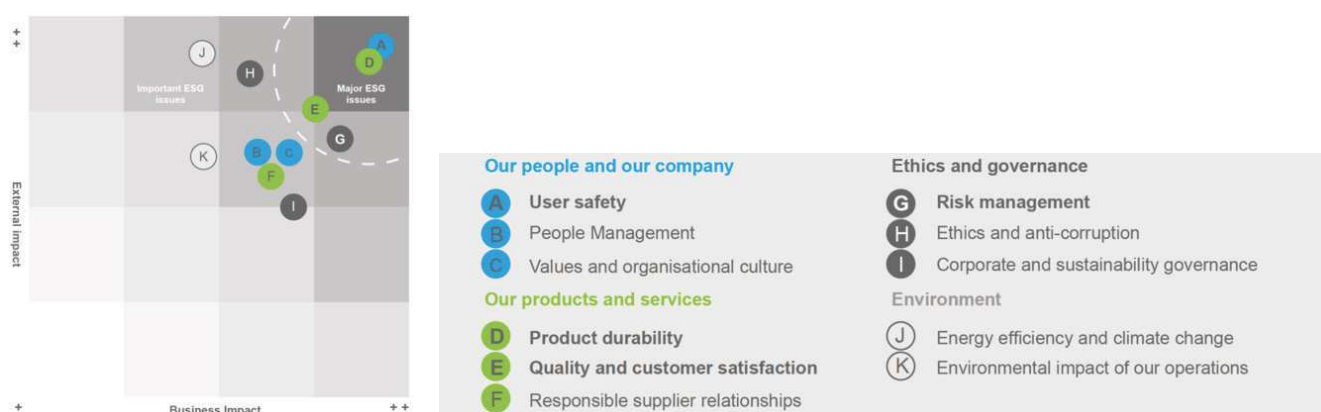 ++
J
A
D
H
Important ESG
issues
Major ESG
issues
E
G
K
B C
F
I
External impact
+
Business Impact
++
Our people and our company
A User safety
B People Management
C Values and organisational culture
Our products and services
D Product durability
E Quality and customer satisfaction
F Responsible supplier relationships
Ethics and governance
G Risk management
H Ethics and anti-corruption
I Corporate and sustainability governance
Environment
J Energy efficiency and climate change
K Environmental impact of our operations